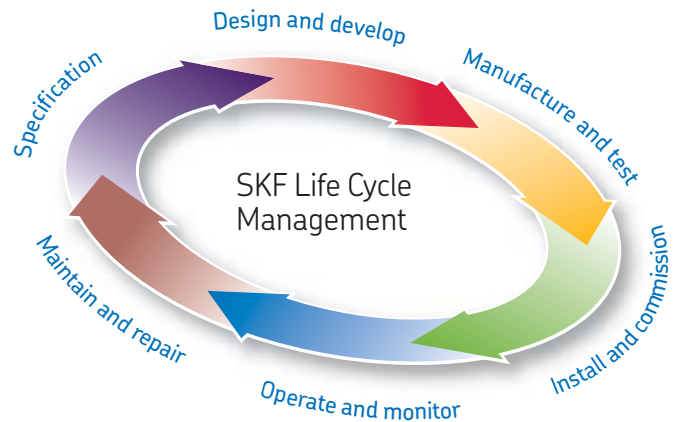 Design and develop
Manufacture and test
Specification
SKF Life Cycle
Management
Install and commission
Maintain and repair
Operate and monitor